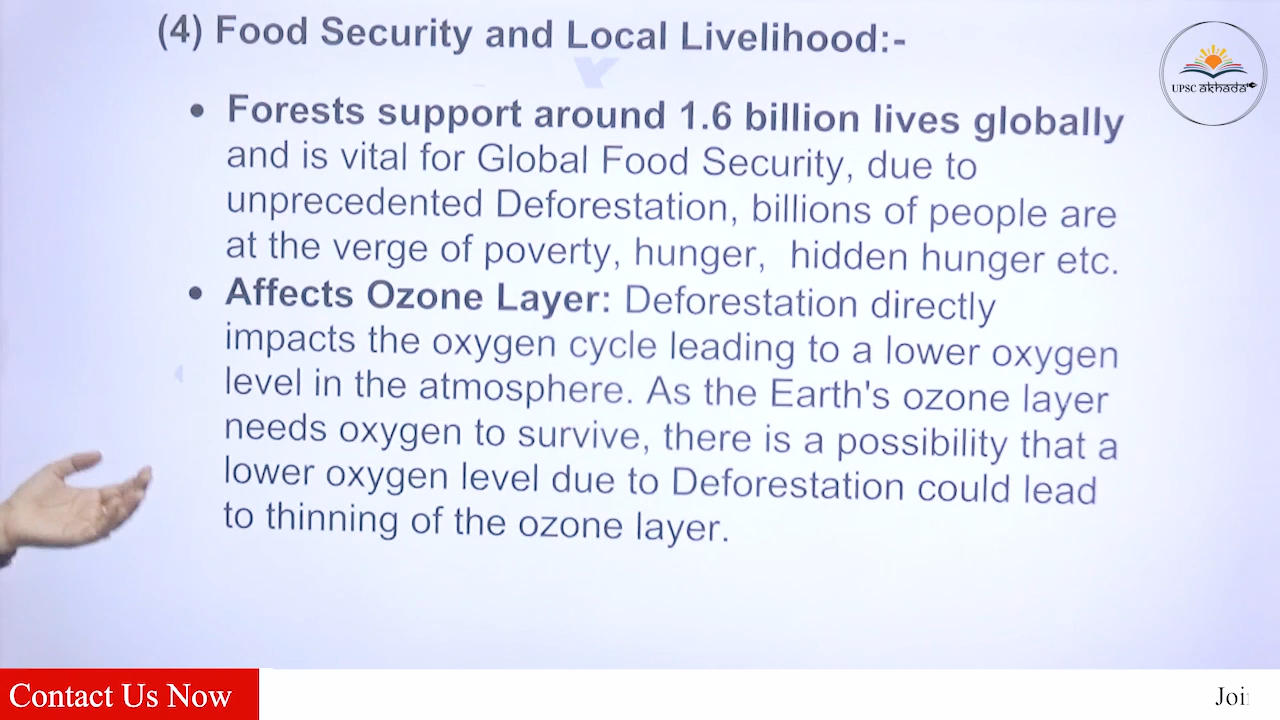 (4) Food Security and Local Livelihood:-
• Forests support around 1.6 billion lives globally
and is vital for Global Food Security, due to
unprecedented Deforestation, billions of people are
at the verge of poverty, hunger, hidden hunger etc.
• Affects Ozone Layer: Deforestation directly
impacts the oxygen cycle leading to a lower oxygen
level in the atmosphere. As the Earth's ozone layer
needs oxygen to survive, there is a possibility that a
lower oxygen level due to Deforestation could lead
to thinning of the ozone layer.
UPSC akhada
Contact Us Now
Joi